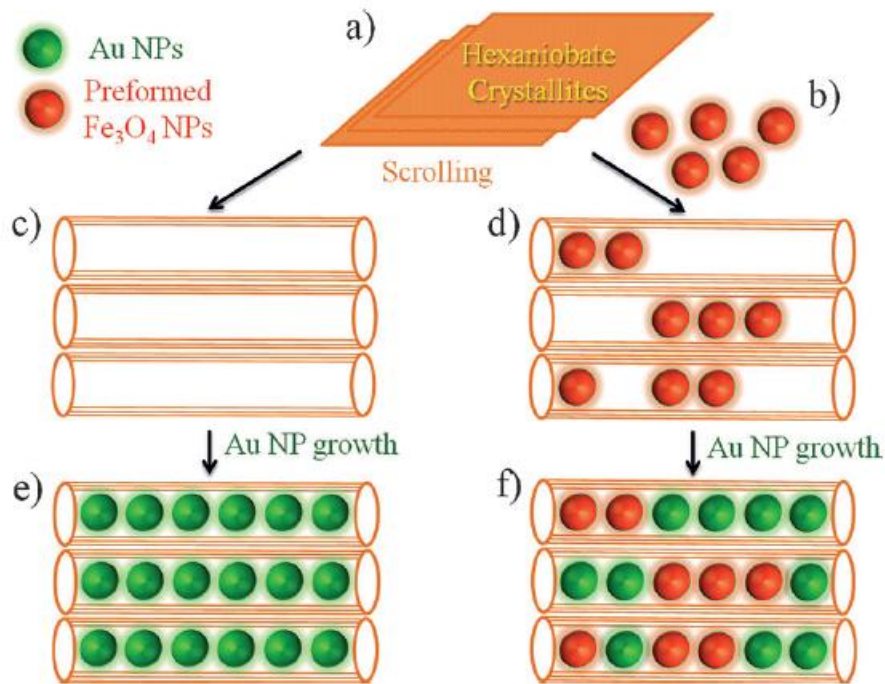 a)
Au NPs
Hexaniobate
Crystallites
Preformed
Fe₃O₄ NPs
b)
Scrolling
c)
d)
Au NP growth
Au NP growth
e)
f)